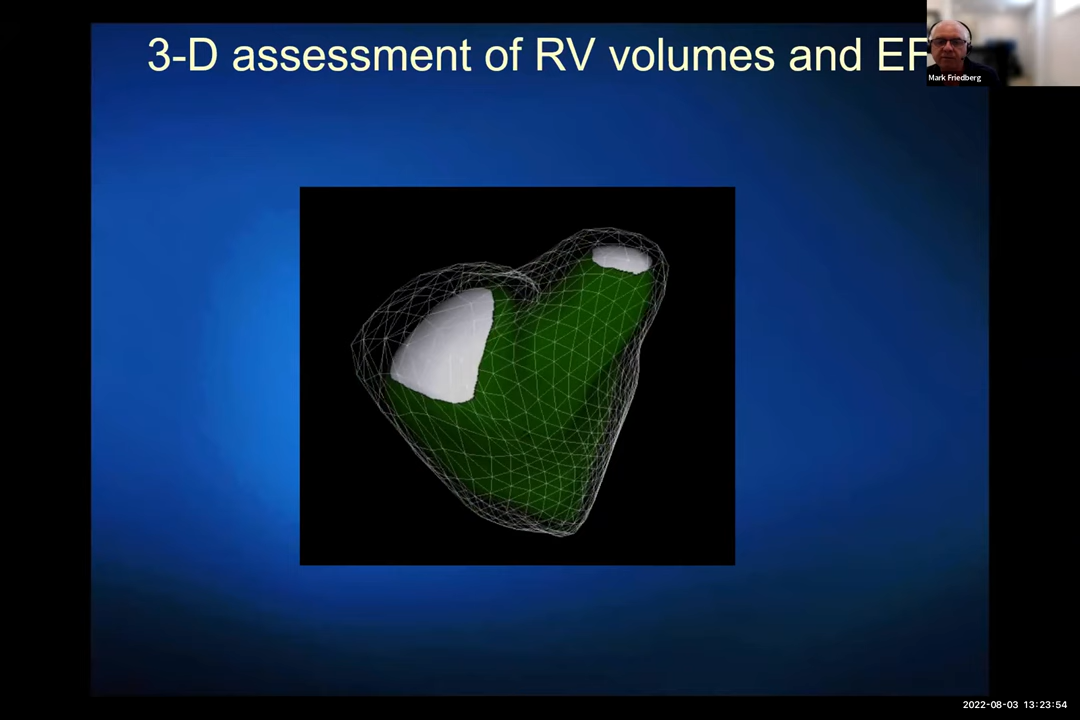 3-D assessment of RV volumes and EF
Mark Friedberg
2022-08-03 13:23:54